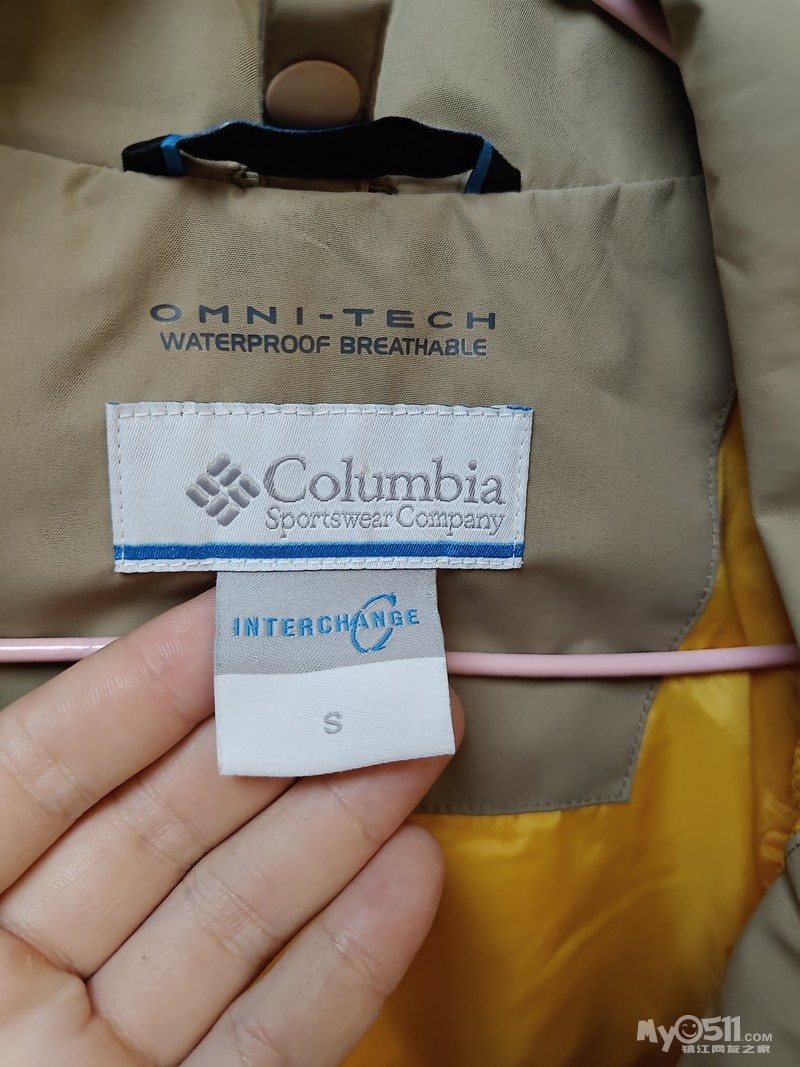 OMNI-TECH
WATERPROOF BREATHABLE
Columbia
Sportswear Company
INTERCHANGE
S
My0511.COM
镇江网友之家